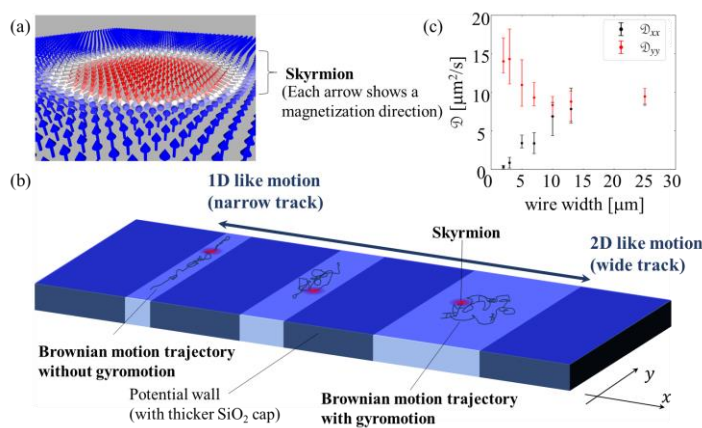 (a)
Skyrmion
(Each arrow shows a
magnetization direction)
(c)
20
15
10
5
0
𝔇 [μm²/s]
𝔇xx
𝔇yy
0 5 10 15 20 25 30
wire width [μm]
(b)
1D like motion
(narrow track)
Skyrmion
2D like motion
(wide track)
Brownian motion trajectory
without gyromotion
Potential wall
(with thicker SiO₂ cap)
Brownian motion trajectory
with gyromotion
y
x